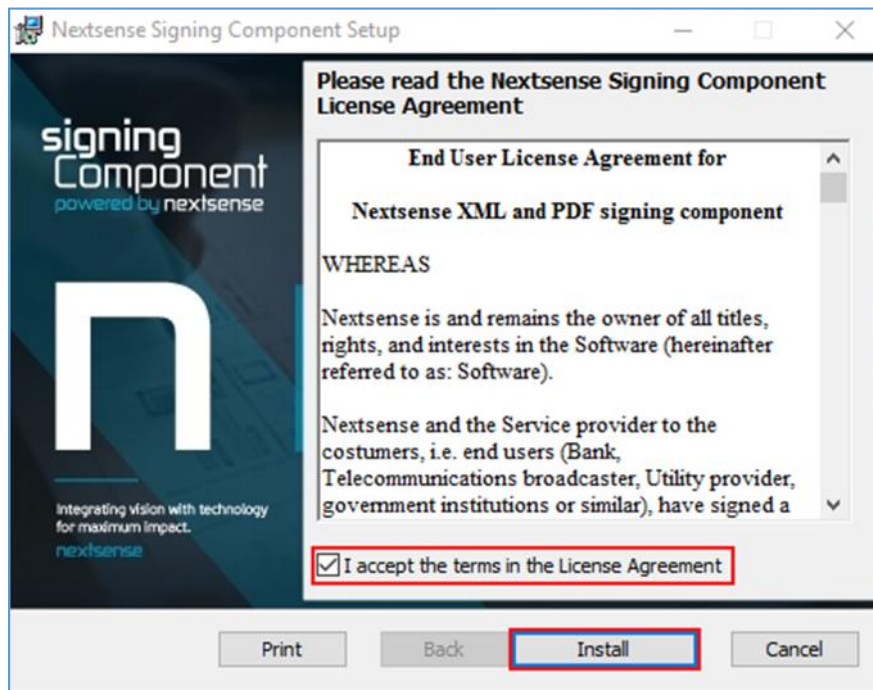 Nextsense Signing Component Setup
signing
Component
powered by nextsense
n
Integrating vision with technology
for maximum impact.
nextsense
Please read the Nextsense Signing Component
License Agreement
End User License Agreement for
Nextsense XML and PDF signing component
WHEREAS
Nextsense is and remains the owner of all titles,
rights, and interests in the Software (hereinafter
referred to as: Software).
Nextsense and the Service provider to the
costumers, i.e. end users (Bank,
Telecommunications broadcaster, Utility provider,
government institutions or similar), have signed a
I accept the terms in the License Agreement
Print
Back
Install
Cancel